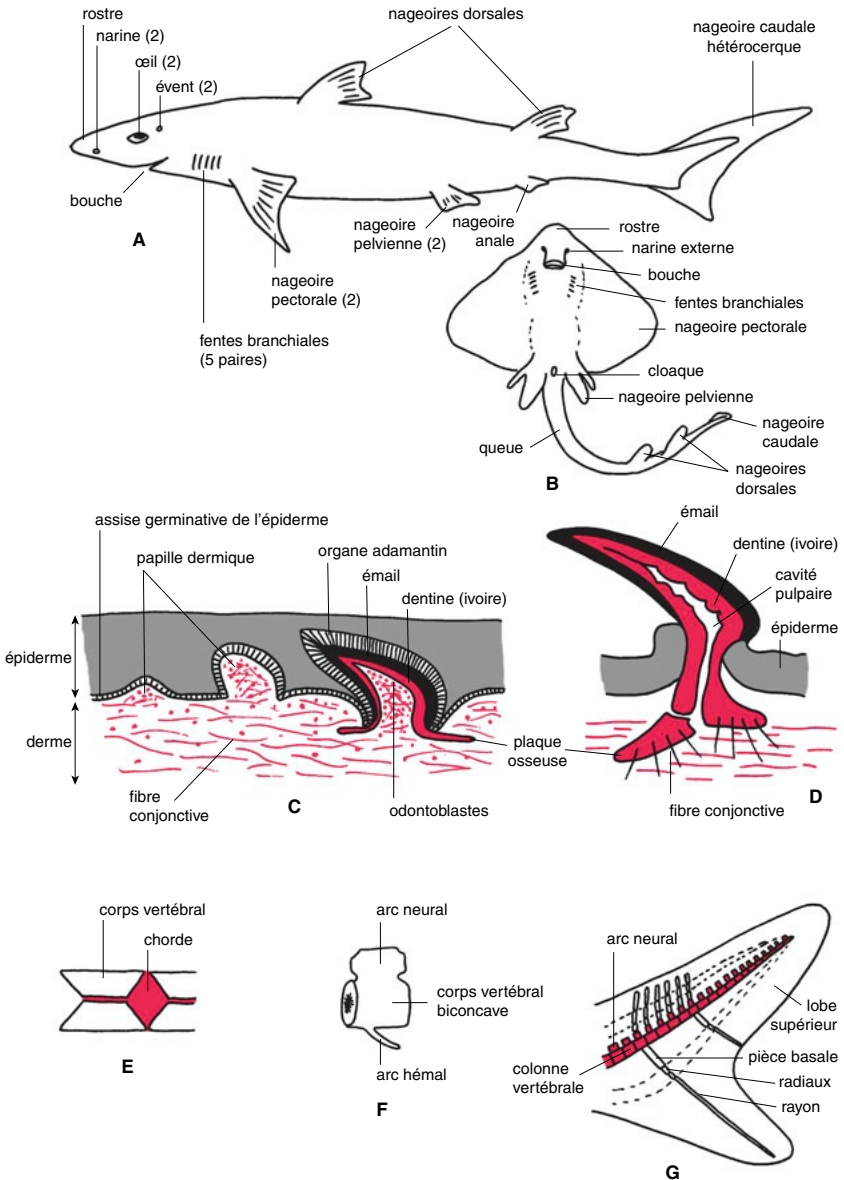 rostre
narine (2)
œil (2)
évent (2)
nageoires dorsales
nageoire caudale
hétérocerque
bouche
A
nageoire
pelvienne (2)
nageoire
anale
nageoire
pectorale (2)
fentes branchiales
(5 paires)
rostre
narine externe
bouche
fentes branchiales
nageoire pectorale
cloaque
nageoire pelvienne
queue
nageoire
caudale
nageoires
dorsales
B
assise germinative de l'épiderme
papille dermique
organe adamantin
émail
dentine (ivoire)
épiderme
derme
fibre
conjonctive
C
odontoblastes
plaque
osseuse
émail
dentine (ivoire)
cavité
pulpaire
épiderme
fibre conjonctive
D
corps vertébral
chorde
E
arc neural
corps vertébral
biconcave
arc hémal
F
arc neural
lobe
supérieur
colonne
vertébrale
pièce basale
radiaux
rayon
G